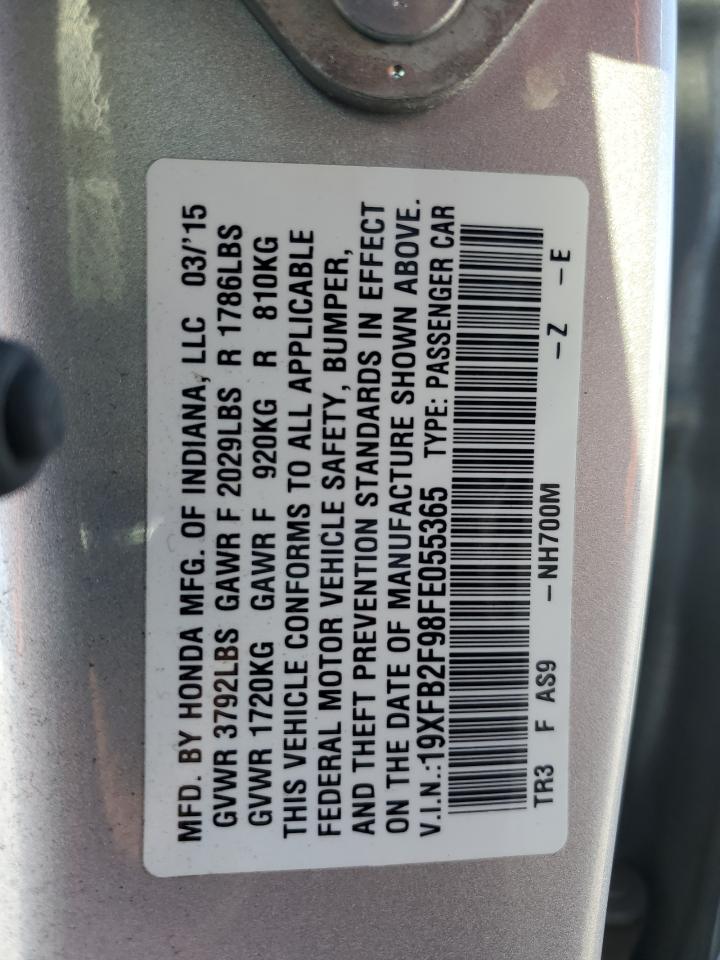 MFD. BY HONDA MFG. OF INDIANA, LLC 03/'15
GVWR 3792LBS GAWR F 2029LBS R 1786LBS
GVWR 1720KG GAWR F 920KG R 810KG
THIS VEHICLE CONFORMS TO ALL APPLICABLE
FEDERAL MOTOR VEHICLE SAFETY, BUMPER,
AND THEFT PREVENTION STANDARDS IN EFFECT
ON THE DATE OF MANUFACTURE SHOWN ABOVE.
V.I.N.:19XFB2F98FE055365 TYPE: PASSENGER CAR
TR3 F AS9 -NH700M -Z -E